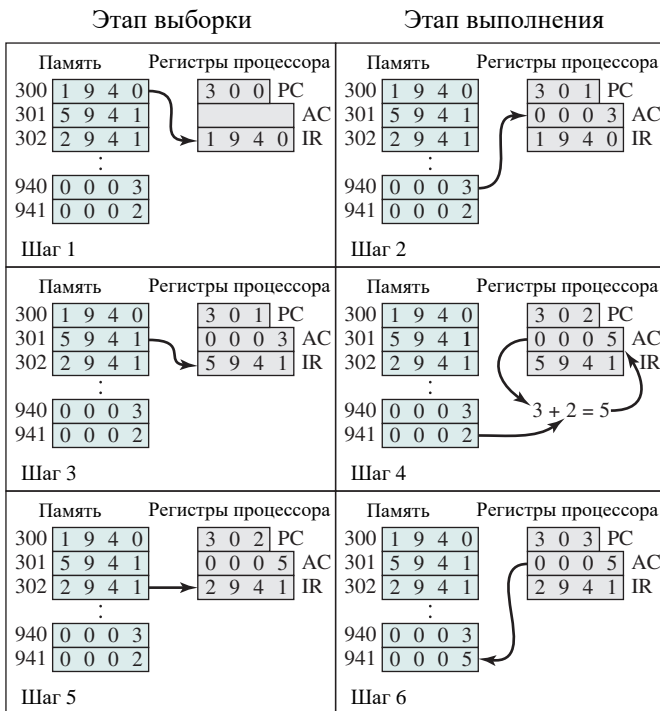 Этап выборки Этап выполнения
Память Регистры процессора
300 1 9 4 0 3 0 0 PC
301 5 9 4 1 AC
302 2 9 4 1 1 9 4 0 IR
940 0 0 0 3
941 0 0 0 2
Шаг 1
Память Регистры процессора
300 1 9 4 0 3 0 1 PC
301 5 9 4 1 0 0 0 3 AC
302 2 9 4 1 1 9 4 0 IR
940 0 0 0 3
941 0 0 0 2
Шаг 2
Память Регистры процессора
300 1 9 4 0 3 0 1 PC
301 5 9 4 1 0 0 0 3 AC
302 2 9 4 1 5 9 4 1 IR
940 0 0 0 3
941 0 0 0 2
Шаг 3
Память Регистры процессора
300 1 9 4 0 3 0 2 PC
301 5 9 4 1 0 0 0 5 AC
302 2 9 4 1 5 9 4 1 IR
940 0 0 0 3 3 + 2 = 5
941 0 0 0 2
Шаг 4
Память Регистры процессора
300 1 9 4 0 3 0 2 PC
301 5 9 4 1 0 0 0 5 AC
302 2 9 4 1 2 9 4 1 IR
940 0 0 0 3
941 0 0 0 2
Шаг 5
Память Регистры процессора
300 1 9 4 0 3 0 3 PC
301 5 9 4 1 0 0 0 5 AC
302 2 9 4 1 2 9 4 1 IR
940 0 0 0 3
941 0 0 0 5
Шаг 6